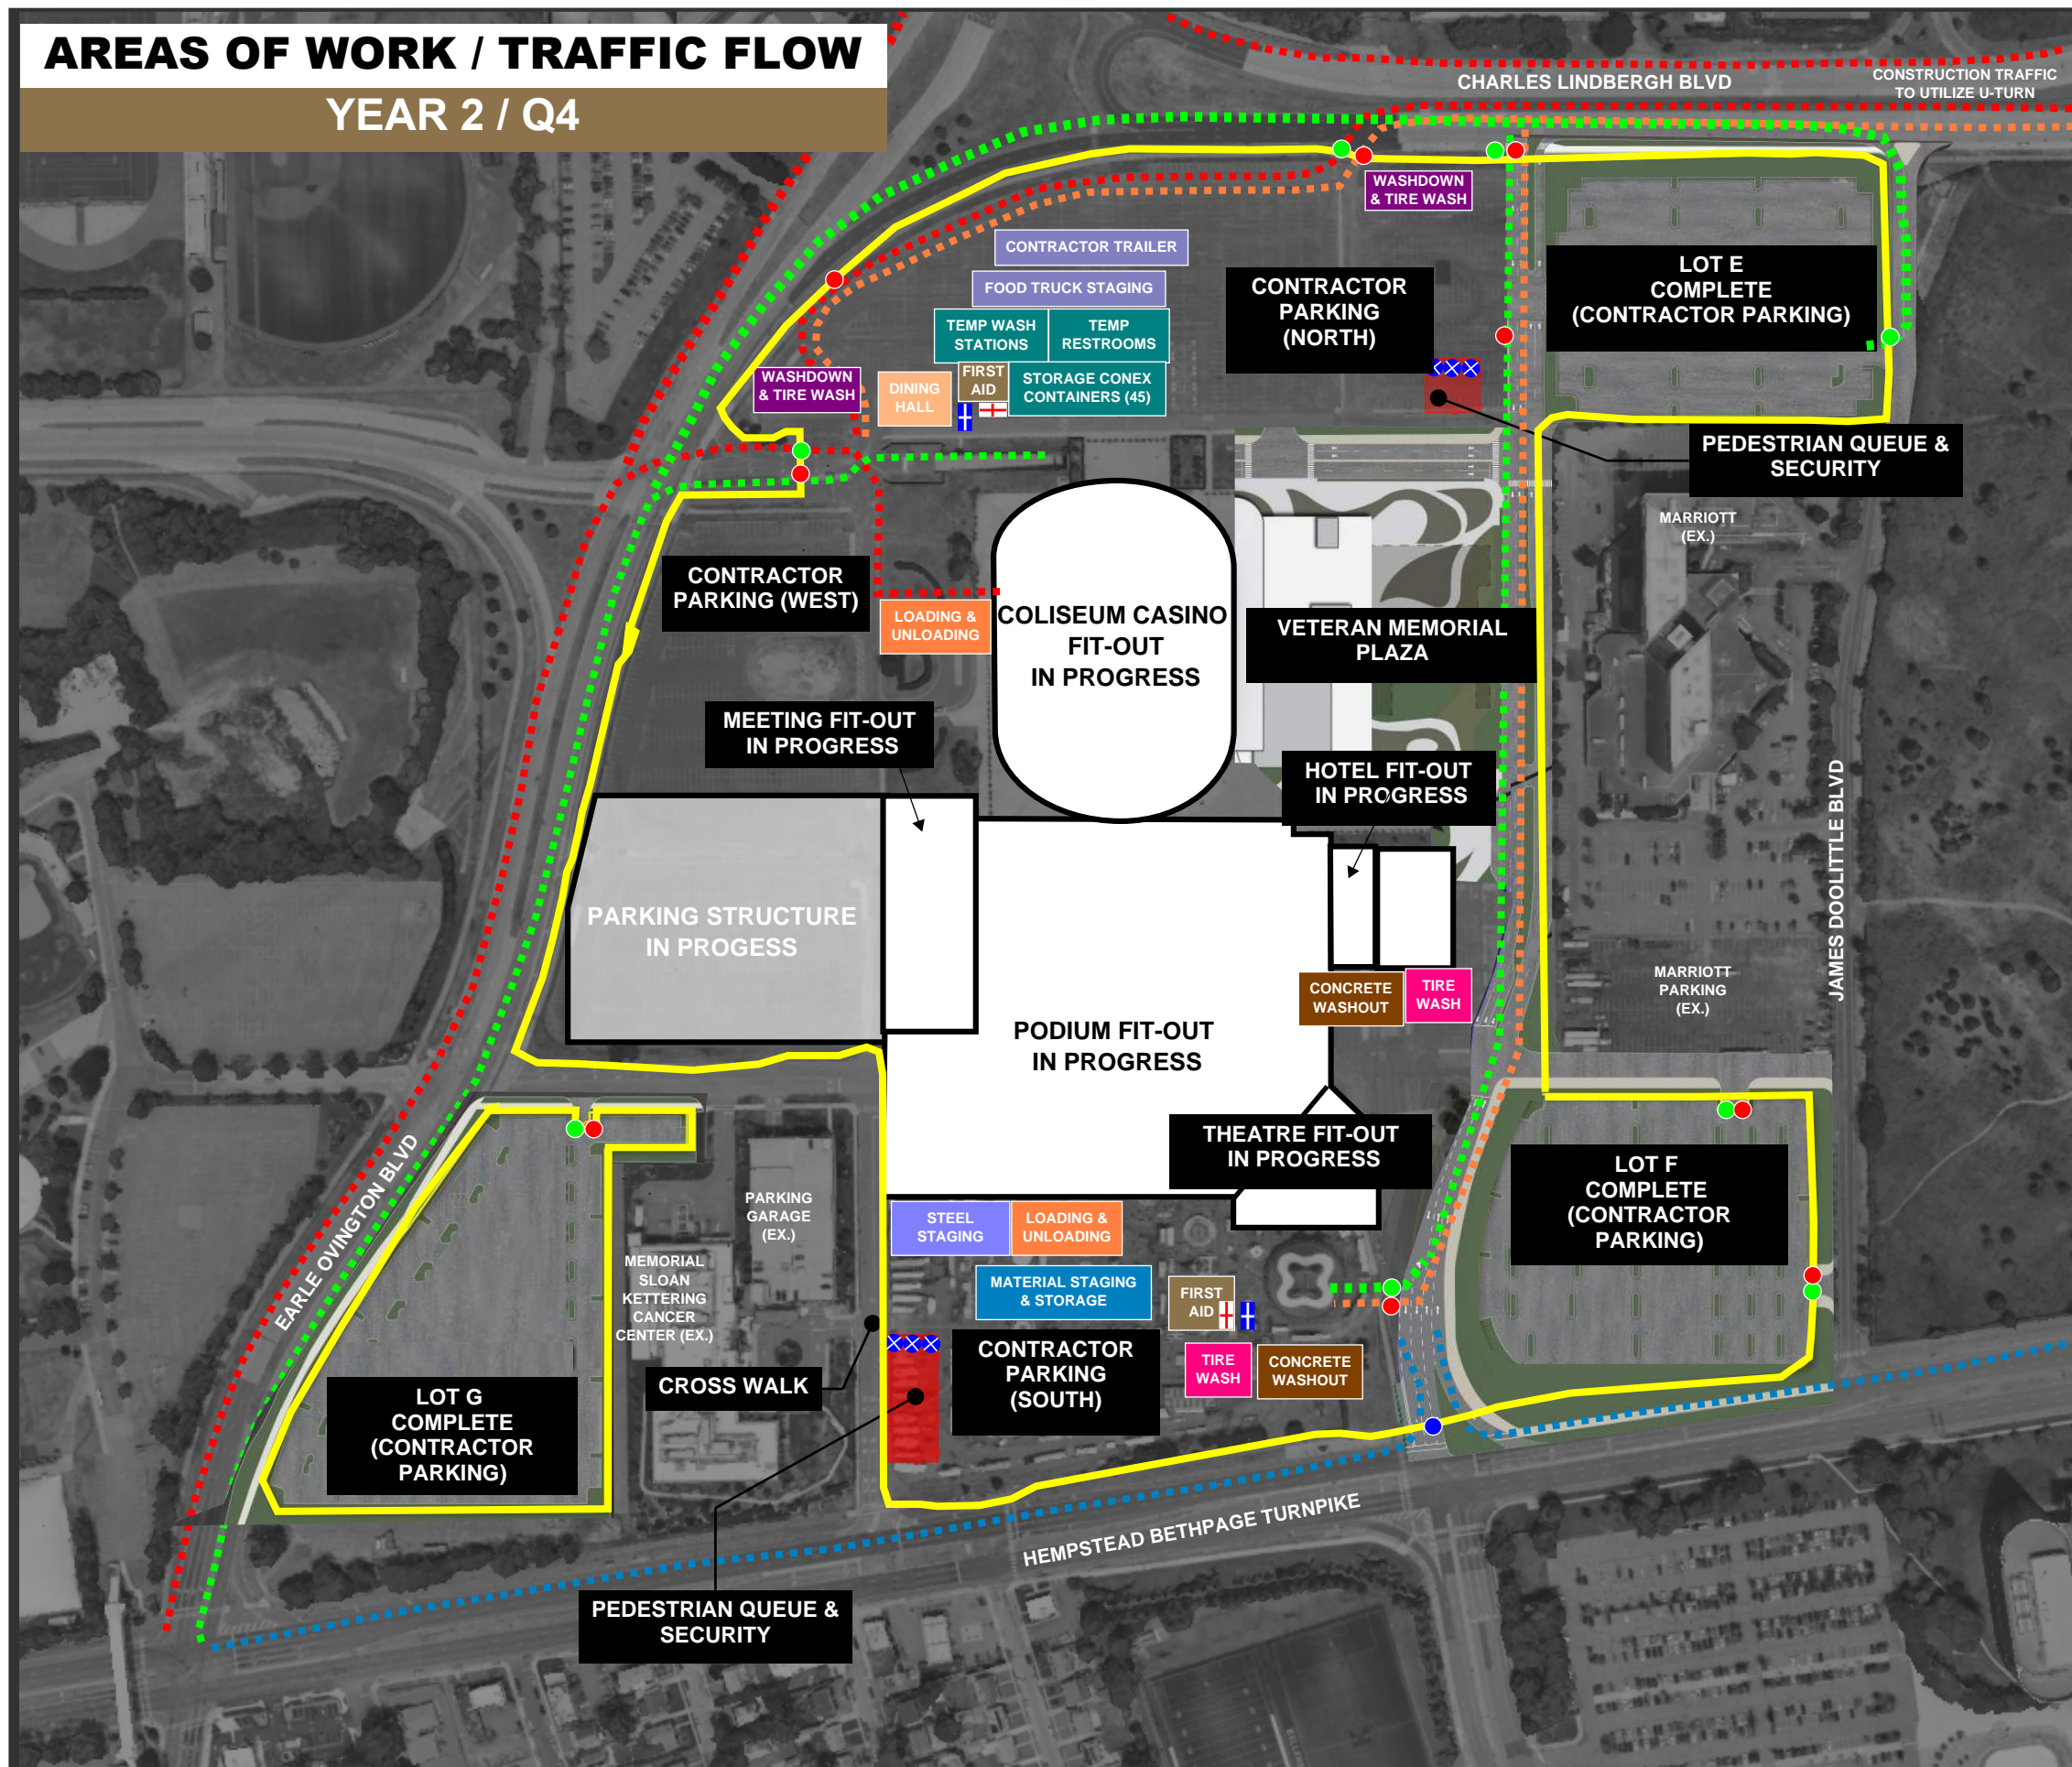 AREAS OF WORK / TRAFFIC FLOW
YEAR 2 / Q4
CHARLES LINDBERGH BLVD
CONSTRUCTION TRAFFIC
TO UTILIZE U-TURN
WASHDOWN
& TIRE WASH
CONTRACTOR TRAILER
FOOD TRUCK STAGING
TEMP WASH
STATIONS
TEMP
RESTROOMS
CONTRACTOR
PARKING
(NORTH)
LOT E
COMPLETE
(CONTRACTOR PARKING)
WASHDOWN
& TIRE WASH
DINING
HALL
FIRST
AID
STORAGE CONEX
CONTAINERS (45)
PEDESTRIAN QUEUE &
SECURITY
MARRIOTT
(EX.)
CONTRACTOR
PARKING (WEST)
LOADING &
UNLOADING
COLISEUM CASINO
FIT-OUT
IN PROGRESS
VETERAN MEMORIAL
PLAZA
MEETING FIT-OUT
IN PROGRESS
HOTEL FIT-OUT
IN PROGRESS
JAMES DOOLITTLE BLVD
PARKING STRUCTURE
IN PROGESS
CONCRETE
WASHOUT
TIRE
WASH
MARRIOTT
PARKING
(EX.)
PODIUM FIT-OUT
IN PROGRESS
THEATRE FIT-OUT
IN PROGRESS
LOT F
COMPLETE
(CONTRACTOR
PARKING)
EARLE OVINGTON BLVD
PARKING
GARAGE
(EX.)
STEEL
STAGING
LOADING &
UNLOADING
MEMORIAL
SLOAN
KETTERING
CANCER
CENTER (EX.)
MATERIAL STAGING
& STORAGE
FIRST
AID
CROSS WALK
CONTRACTOR
PARKING
(SOUTH)
TIRE
WASH
CONCRETE
WASHOUT
LOT G
COMPLETE
(CONTRACTOR
PARKING)
HEMPSTEAD BETHPAGE TURNPIKE
PEDESTRIAN QUEUE &
SECURITY